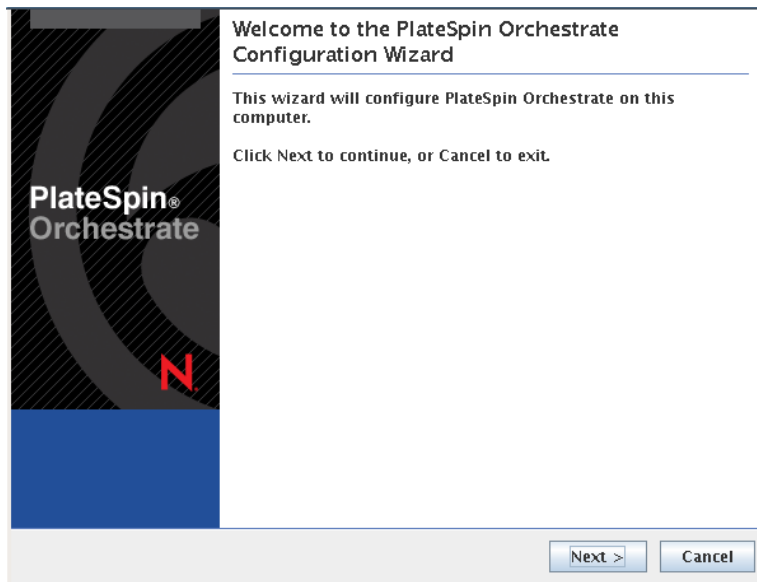 Welcome to the PlateSpin Orchestrate
Configuration Wizard
This wizard will configure PlateSpin Orchestrate on this
computer.
Click Next to continue, or Cancel to exit.
PlateSpin®
Orchestrate
N.
Next >
Cancel